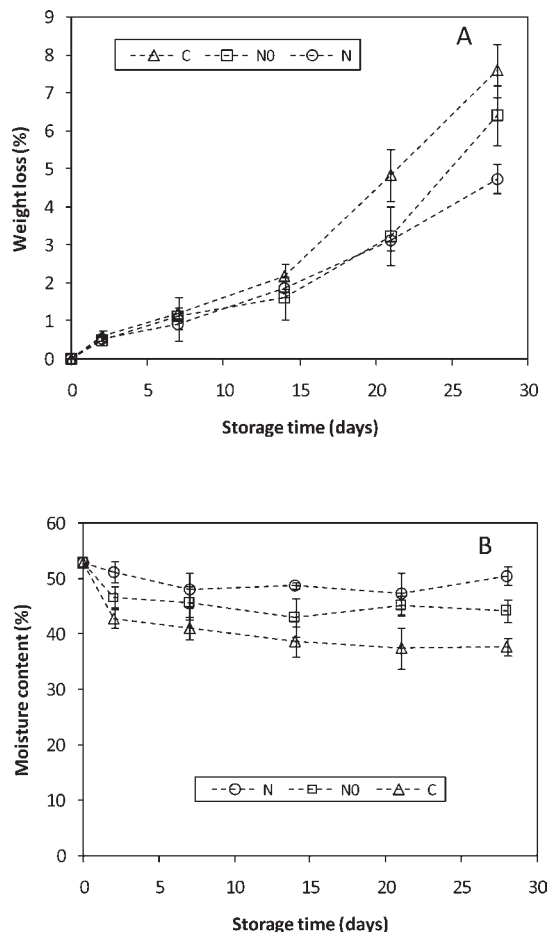 9
8
7
6
5
4
3
2
1
0
Weight loss (%)
A
C N0 N
0 5 10 15 20 25 30
Storage time (days)
60
50
40
30
20
10
0
Moisture content (%)
B
N N0 C
0 5 10 15 20 25 30
Storage time (days)